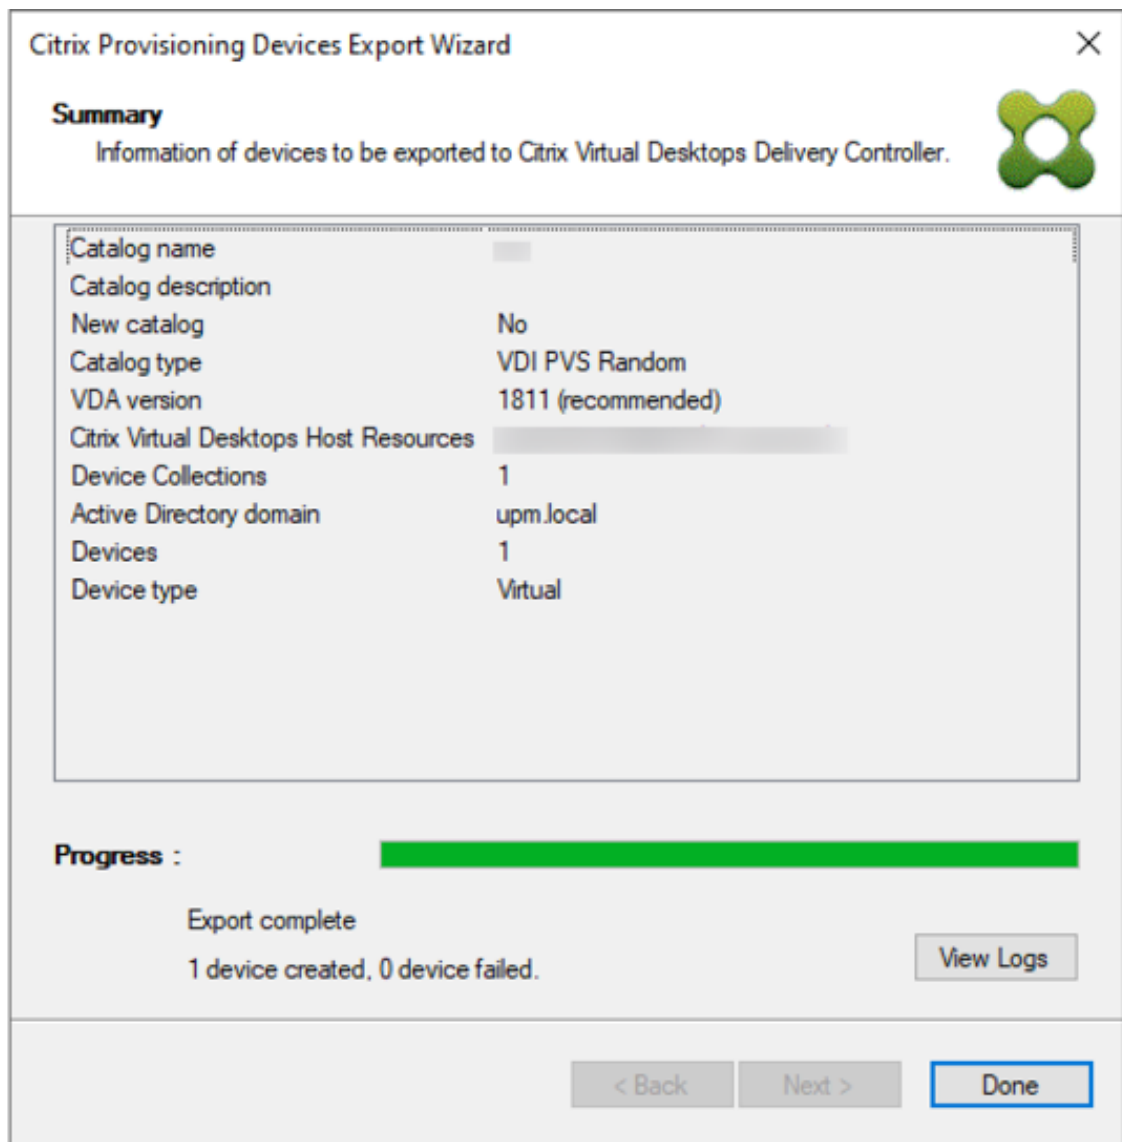 Citrix Provisioning Devices Export Wizard
Summary
Information of devices to be exported to Citrix Virtual Desktops Delivery Controller.
Catalog name
Catalog description
New catalog No
Catalog type VDI PVS Random
VDA version 1811 (recommended)
Citrix Virtual Desktops Host Resources
Device Collections 1
Active Directory domain upm.local
Devices 1
Device type Virtual
Progress :
Export complete
1 device created, 0 device failed.
View Logs
< Back Next > Done